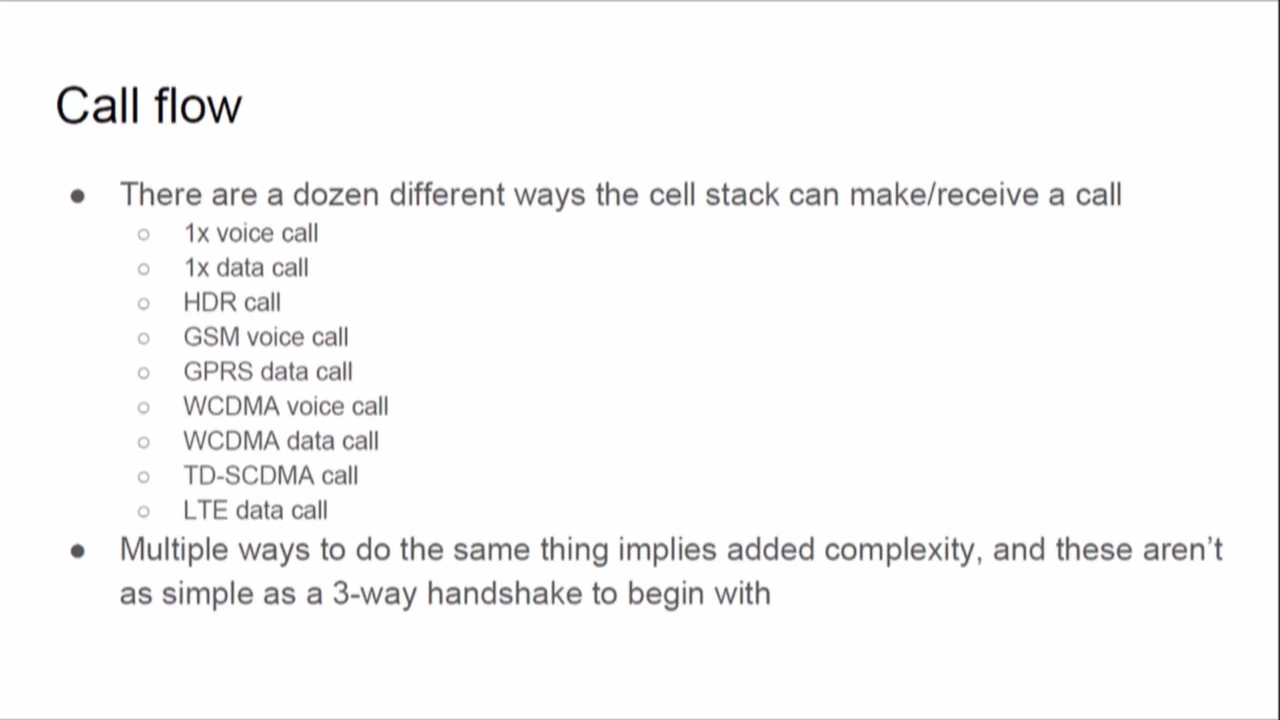 Call flow
● There are a dozen different ways the cell stack can make/receive a call
○ 1x voice call
○ 1x data call
○ HDR call
○ GSM voice call
○ GPRS data call
○ WCDMA voice call
○ WCDMA data call
○ TD-SCDMA call
○ LTE data call
● Multiple ways to do the same thing implies added complexity, and these aren’t
as simple as a 3-way handshake to begin with